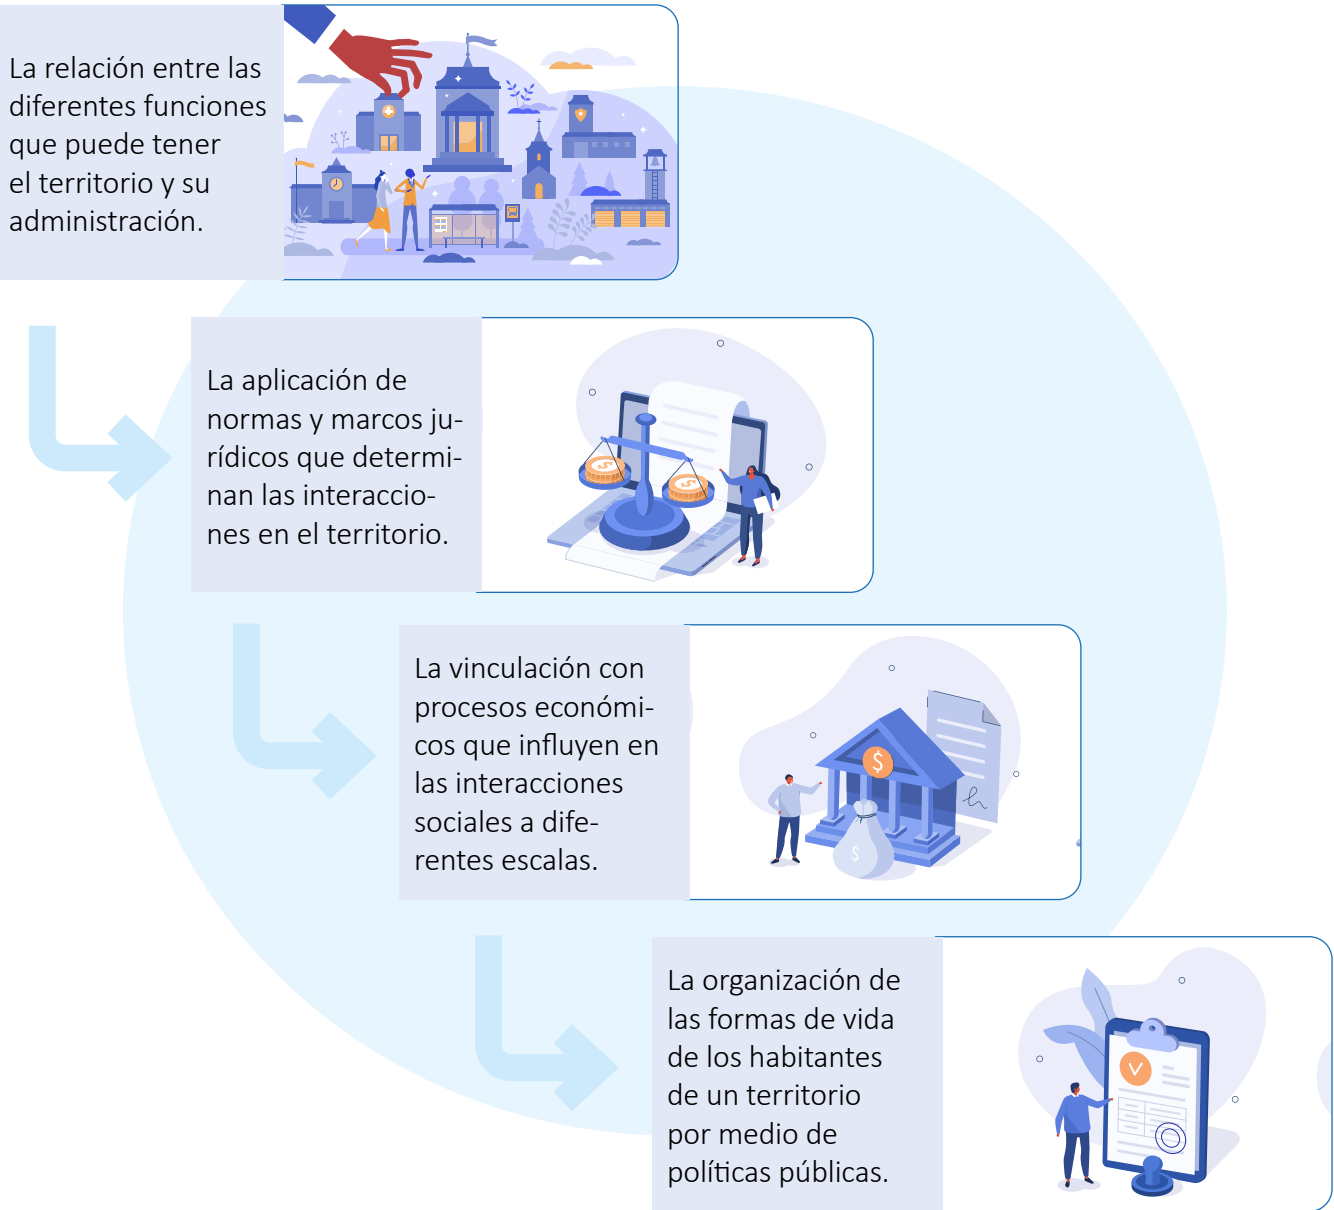 La relación entre las
diferentes funciones
que puede tener
el territorio y su
administración.
La aplicación de
normas y marcos ju-
rídicos que determi-
nan las interaccio-
nes en el territorio.
La vinculación con
procesos económi-
cos que influyen en
las interacciones
sociales a dife-
rentes escalas.
$
$
La organización de
las formas de vida
de los habitantes
de un territorio
por medio de
políticas públicas.